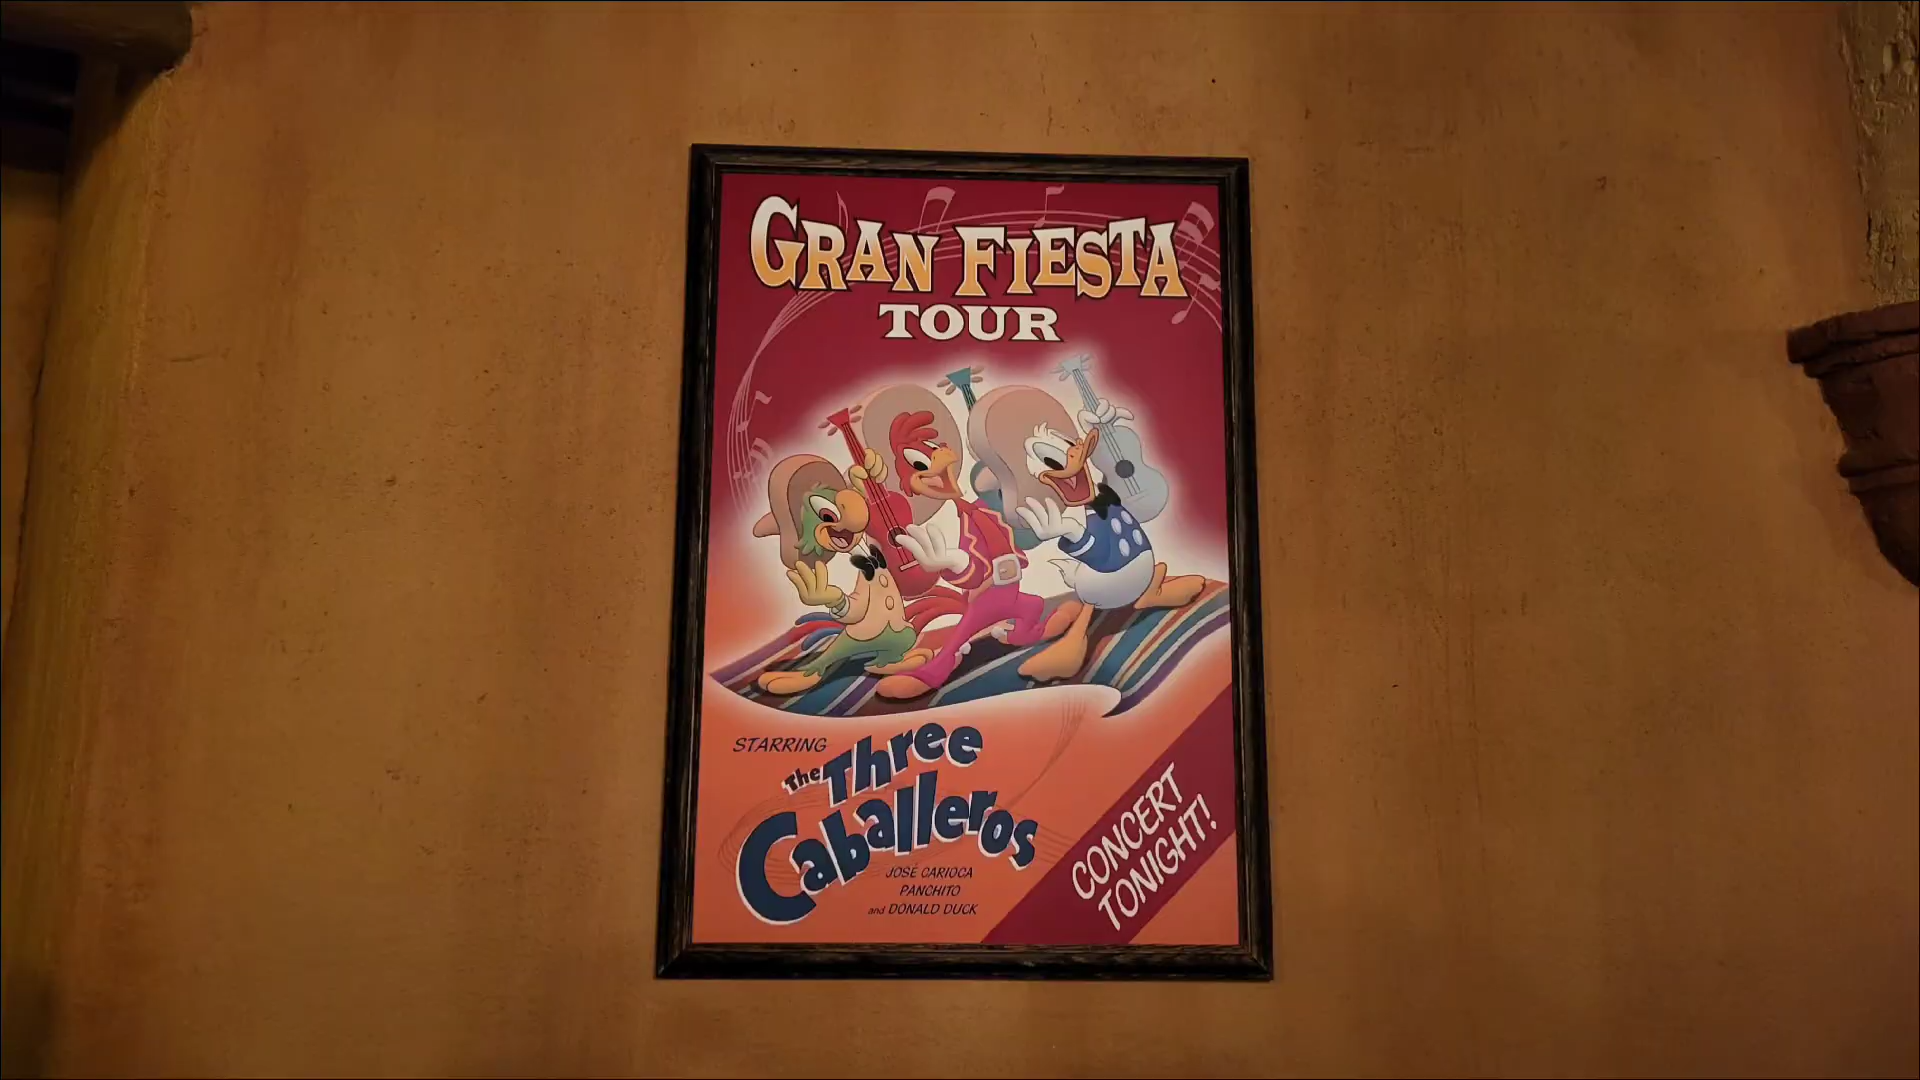 GRAN FIESTA
TOUR
STARRING
The Three
Caballeros
JOSÉ CARIOCA
PANCHITO
and DONALD DUCK
CONCERT
TONIGHT!